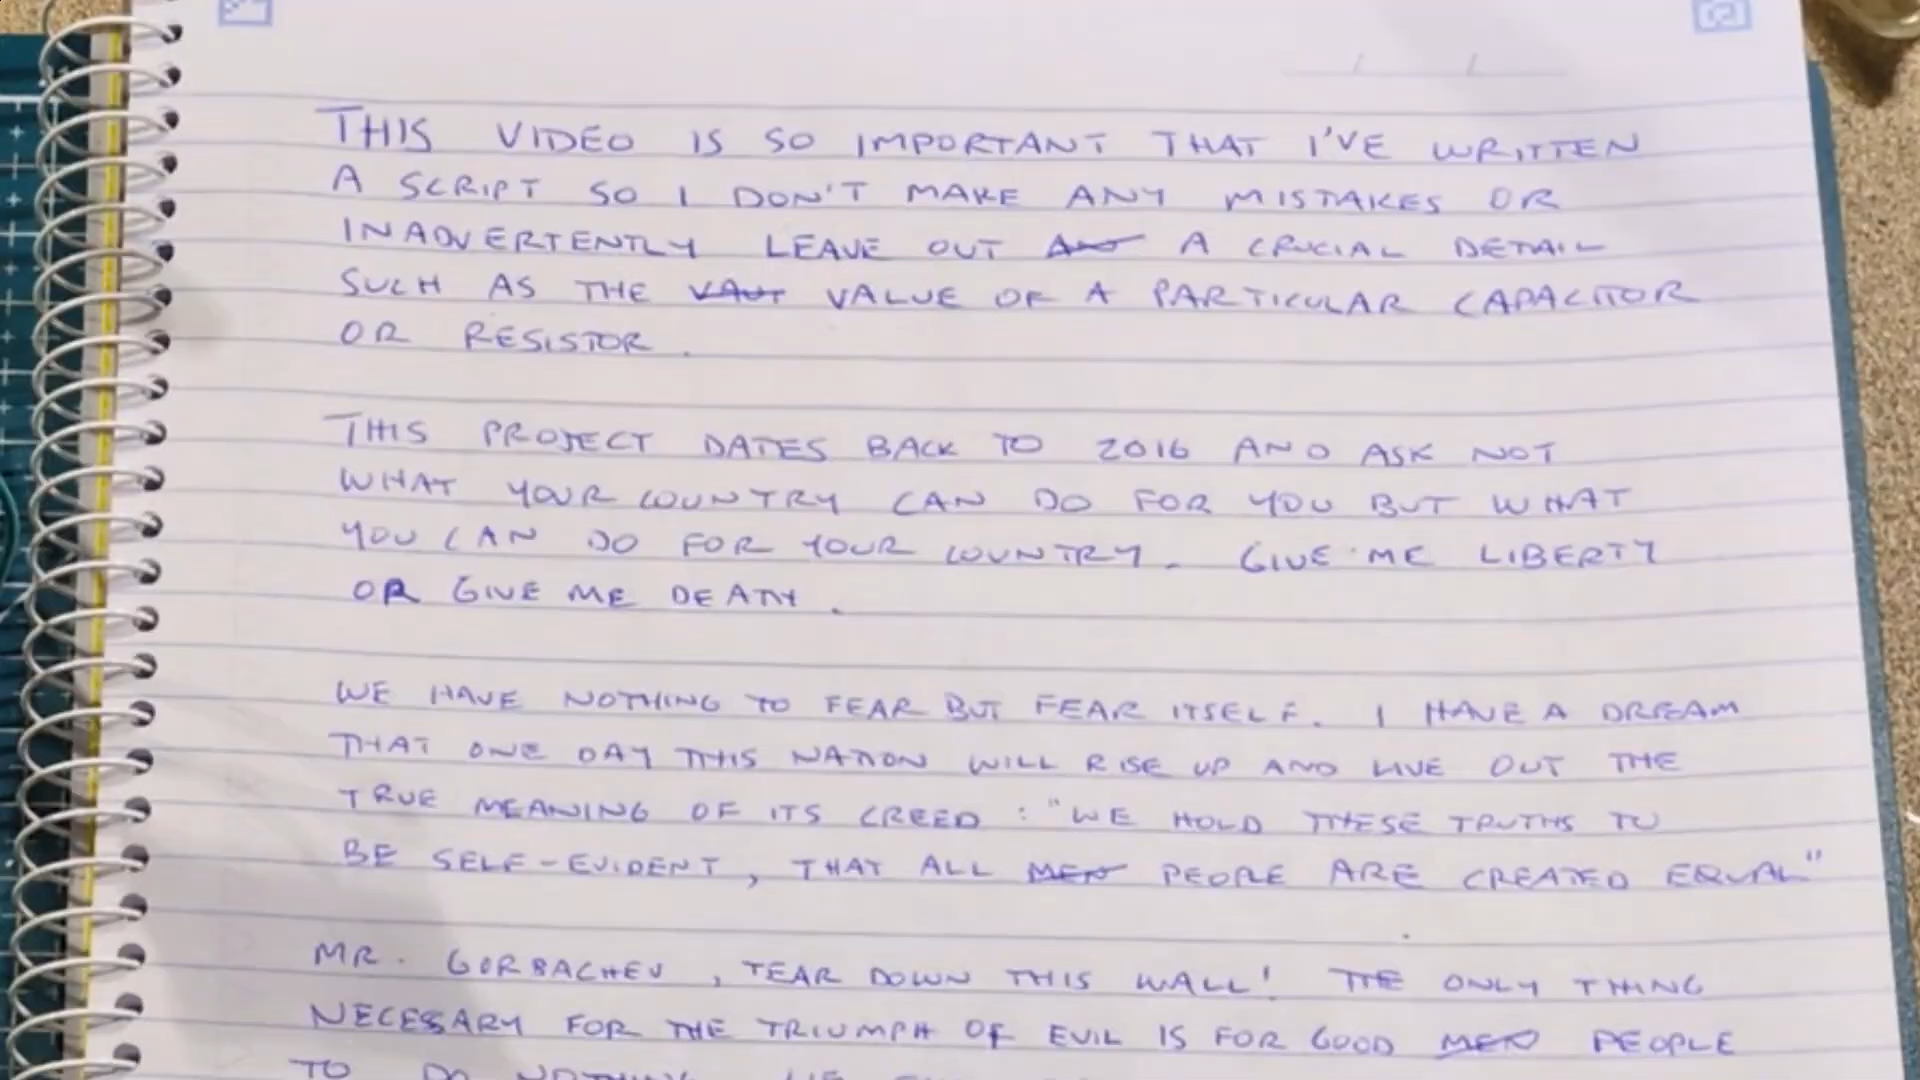 THIS VIDEO IS SO IMPORTANT THAT I'VE WRITTEN
A SCRIPT SO I DON'T MAKE ANY MISTAKES OR
INADVERTENTLY LEAVE OUT A CRUCIAL DETAIL
SUCH AS THE VALUE OF A PARTICULAR CAPACITOR
OR RESISTOR.
THIS PROJECT DATES BACK TO 2016 AND ASK NOT
WHAT YOUR COUNTRY CAN DO FOR YOU BUT WHAT
YOU CAN DO FOR YOUR COUNTRY. GIVE ME LIBERTY
OR GIVE ME DEATH.
WE HAVE NOTHING TO FEAR BUT FEAR ITSELF. I HAVE A DREAM
THAT ONE DAY THIS NATION WILL RISE UP AND LIVE OUT THE
TRUE MEANING OF ITS CREED: "WE HOLD THESE TRUTHS TO
BE SELF-EVIDENT, THAT ALL MEN PEOPLE ARE CREATED EQUAL"
MR. GORBACHEV, TEAR DOWN THIS WALL! THE ONLY THING
NECESSARY FOR THE TRIUMPH OF EVIL IS FOR GOOD MEN PEOPLE
TO DO NOTHING